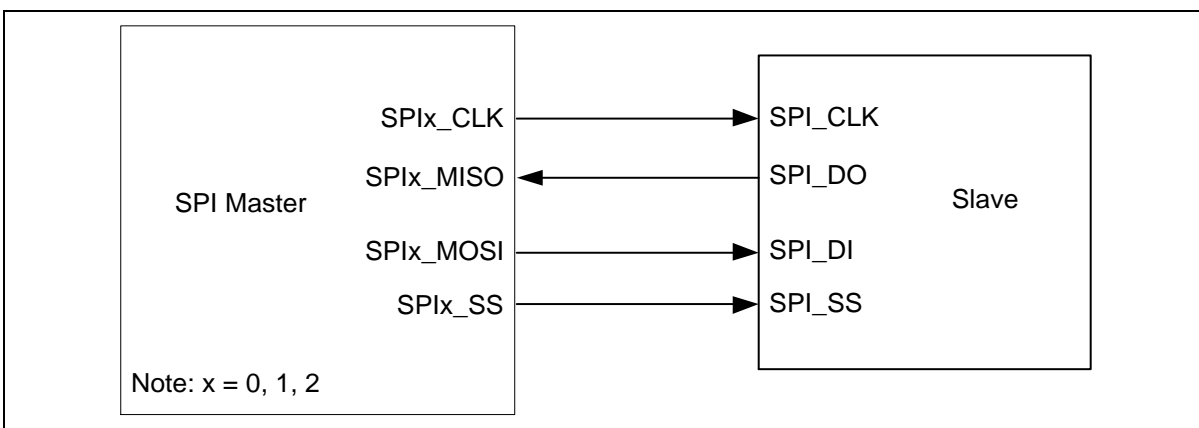 SPI Master
SPIx_CLK
SPIx_MISO
SPIx_MOSI
SPIx_SS
Note: x = 0, 1, 2
SPI_CLK
SPI_DO
SPI_DI
SPI_SS
Slave